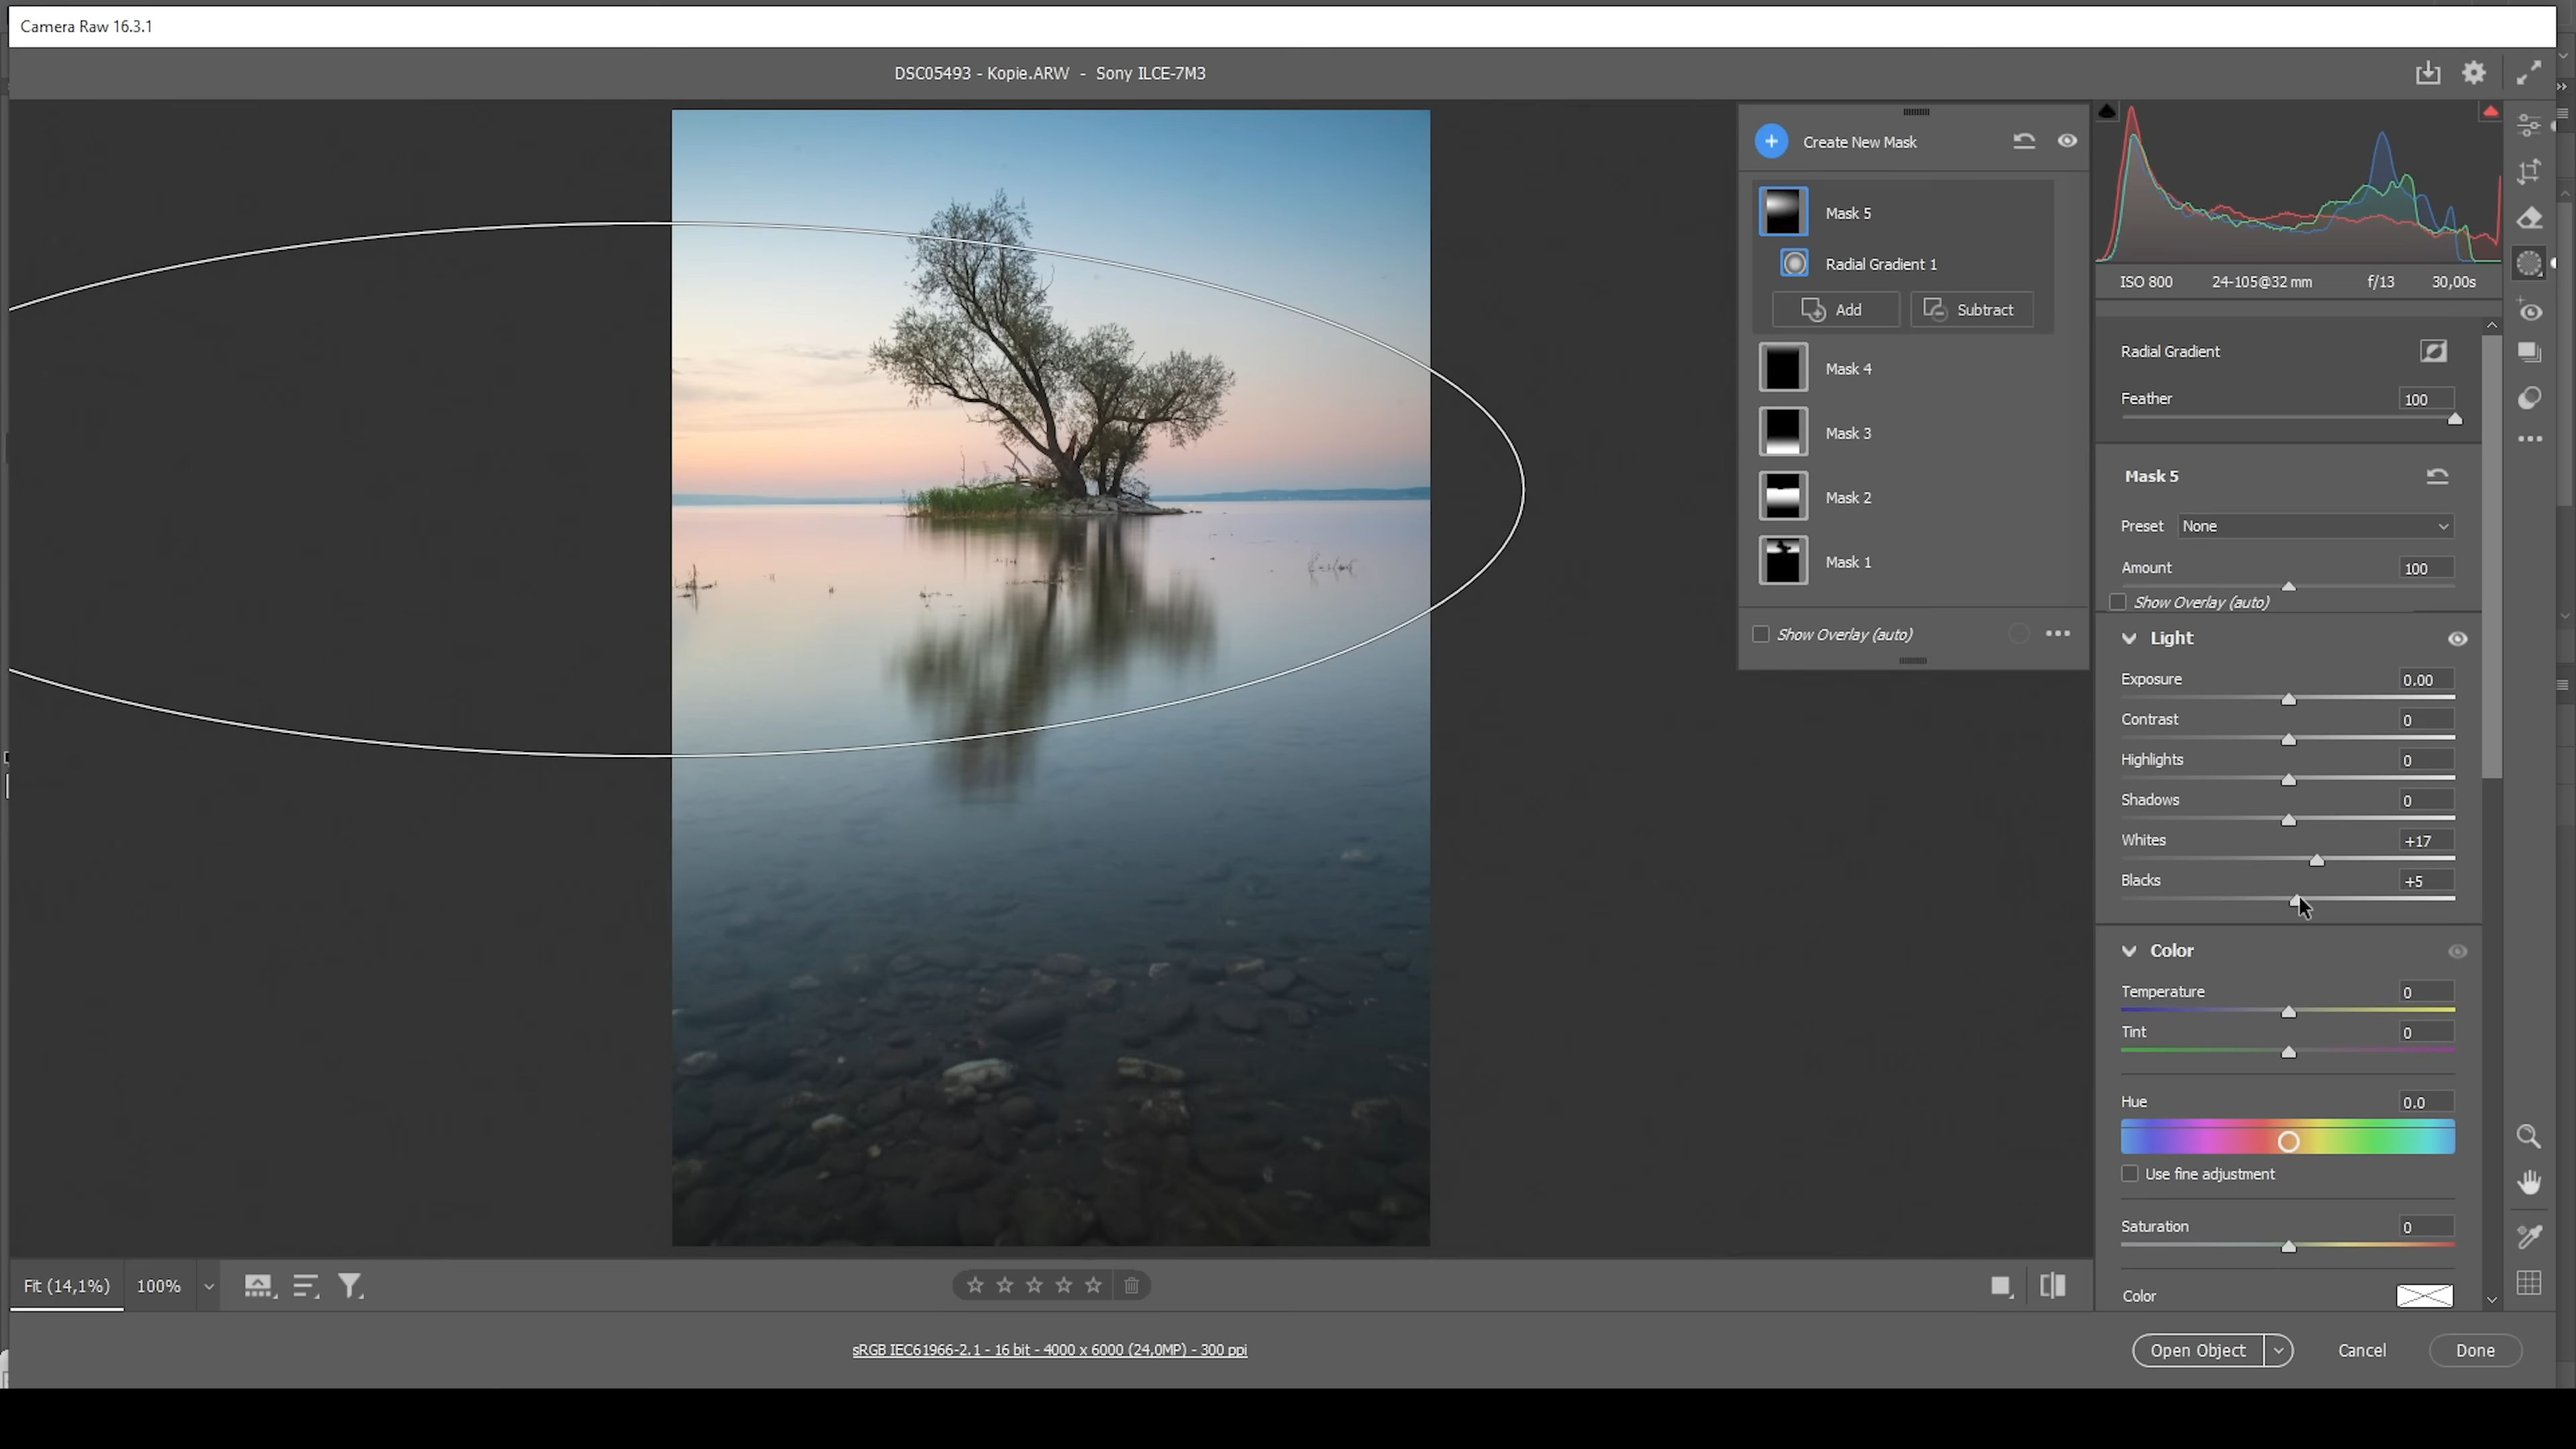 Camera Raw 16.3.1
DSC05493 - Kopie.ARW - Sony ILCE-7M3
Create New Mask
Mask 5
Radial Gradient 1
Add
Subtract
Mask 4
Mask 3
Mask 2
Mask 1
Show Overlay (auto)
ISO 800 24-105@32 mm f/13 30,00s
Radial Gradient
Feather 100
Mask 5
Preset None
Amount 100
Show Overlay (auto)
Light
Exposure 0.00
Contrast 0
Highlights 0
Shadows 0
Whites +17
Blacks +5
Color
Temperature 0
Tint 0
Hue 0.0
Use fine adjustment
Saturation 0
Color
Fit (14,1%) 100%
sRGB IEC61966-2.1 - 16 bit - 4000 x 6000 (24,0MP) - 300 ppi
Open Object Cancel Done